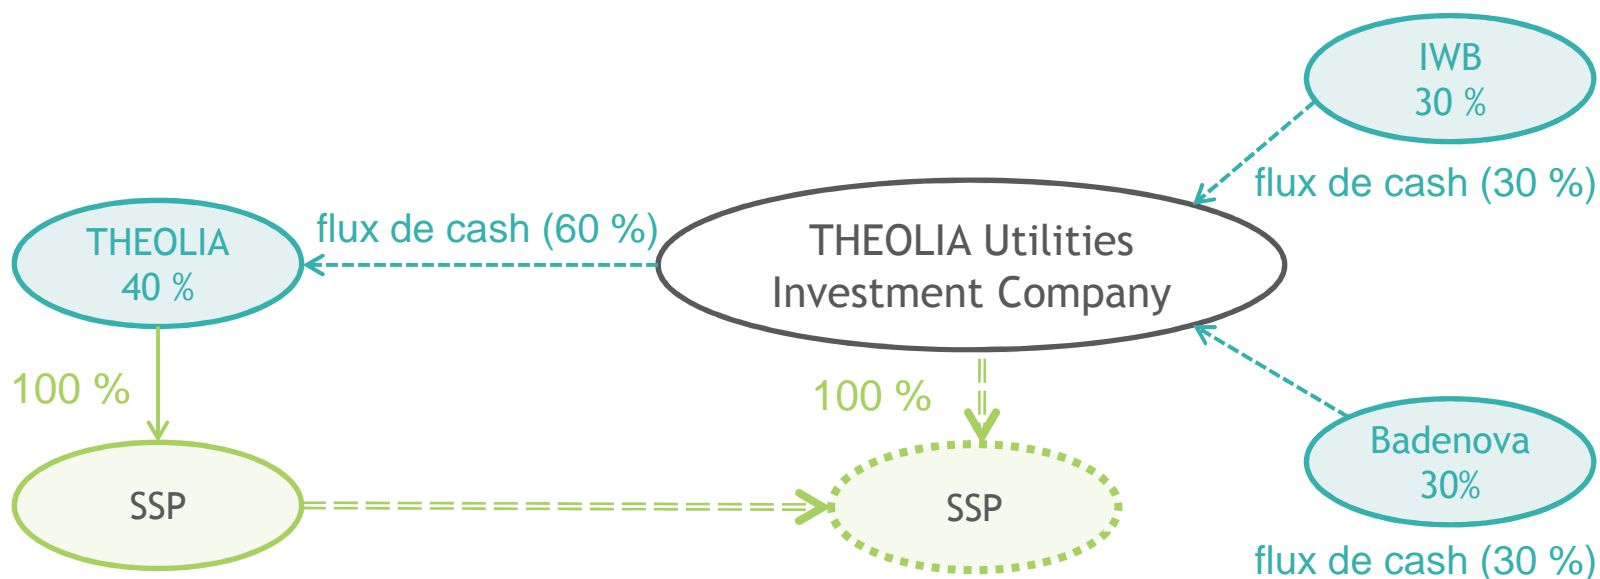 IWB
30 %
flux de cash (30 %)
THEOLIA
40 %
flux de cash (60 %)
THEOLIA Utilities
Investment Company
100 %
100 %
Badenova
30%
SSP
SSP
flux de cash (30 %)